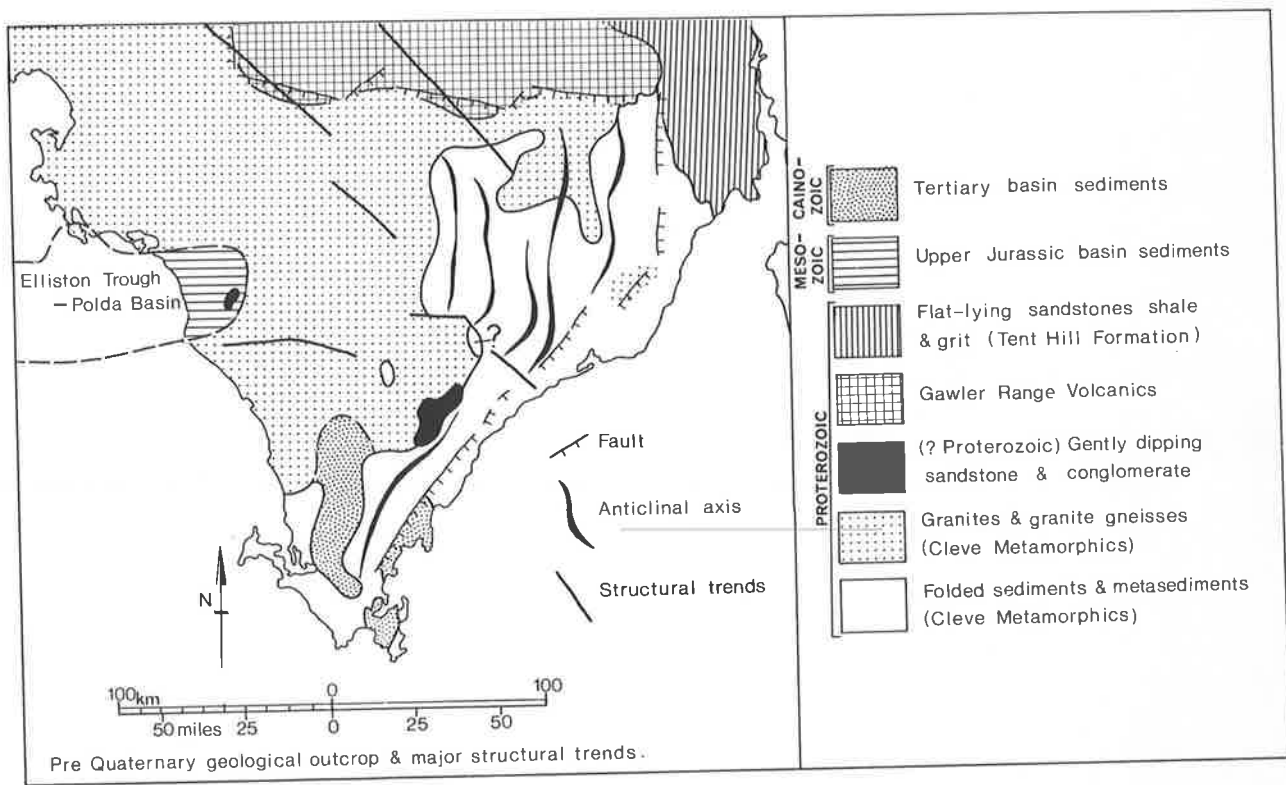 Elliston Trough
– Polda Basin
?
Fault
Anticlinal axis
Structural trends
N
100km 0 100
50 miles 25 0 25 50
Pre Quaternary geological outcrop & major structural trends.
CAINO-
ZOIC
Tertiary basin sediments
MESO-
ZOIC
Upper Jurassic basin sediments
PROTEROZOIC
Flat-lying sandstones shale
& grit (Tent Hill Formation)
Gawler Range Volcanics
(? Proterozoic) Gently dipping
sandstone & conglomerate
Granites & granite gneisses
(Cleve Metamorphics)
Folded sediments & metasediments
(Cleve Metamorphics)